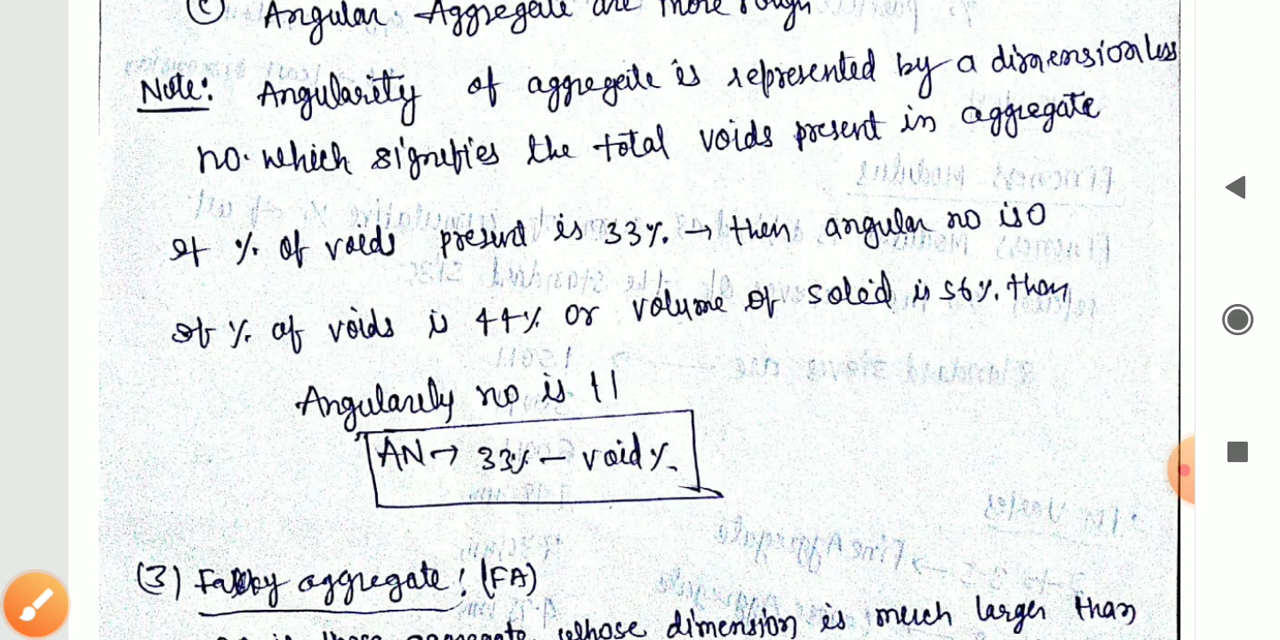 (c) Angular Aggregate are more rough
Note: Angularity of aggregate is represented by a dimensionless
no. which signifies the total voids present in aggregate
If % of voids present is 33% → then angular no is 0
If % of voids is 44% or volume of solid is 56% than
Angularity no is 11
AN → 33% — void %
(3) aggregate: (FA)
aggregate whose dimension is much larger than